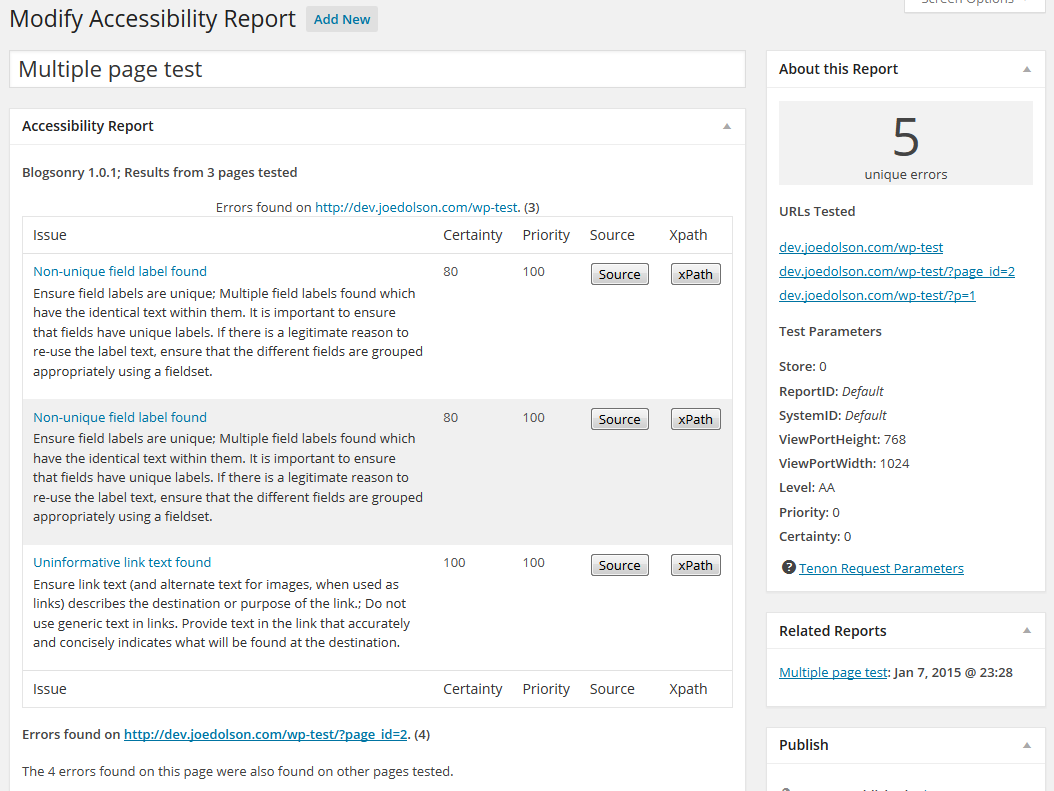 Modify Accessibility Report Add New
Screen Options
Multiple page test
Accessibility Report
Blogsonry 1.0.1; Results from 3 pages tested
Errors found on http://dev.joedolson.com/wp-test. (3)
Issue Certainty Priority Source Xpath
Non-unique field label found 80 100 Source xPath
Ensure field labels are unique; Multiple field labels found which
have the identical text within them. It is important to ensure
that fields have unique labels. If there is a legitimate reason to
re-use the label text, ensure that the different fields are grouped
appropriately using a fieldset.
Non-unique field label found 80 100 Source xPath
Ensure field labels are unique; Multiple field labels found which
have the identical text within them. It is important to ensure
that fields have unique labels. If there is a legitimate reason to
re-use the label text, ensure that the different fields are grouped
appropriately using a fieldset.
Uninformative link text found 100 100 Source xPath
Ensure link text (and alternate text for images, when used as
links) describes the destination or purpose of the link.; Do not
use generic text in links. Provide text in the link that accurately
and concisely indicates what will be found at the destination.
Issue Certainty Priority Source Xpath
Errors found on http://dev.joedolson.com/wp-test/?page_id=2. (4)
The 4 errors found on this page were also found on other pages tested.
About this Report
5
unique errors
URLs Tested
dev.joedolson.com/wp-test
dev.joedolson.com/wp-test/?page_id=2
dev.joedolson.com/wp-test/?p=1
Test Parameters
Store: 0
ReportID: Default
SystemID: Default
ViewPortHeight: 768
ViewPortWidth: 1024
Level: AA
Priority: 0
Certainty: 0
? Tenon Request Parameters
Related Reports
Multiple page test: Jan 7, 2015 @ 23:28
Publish